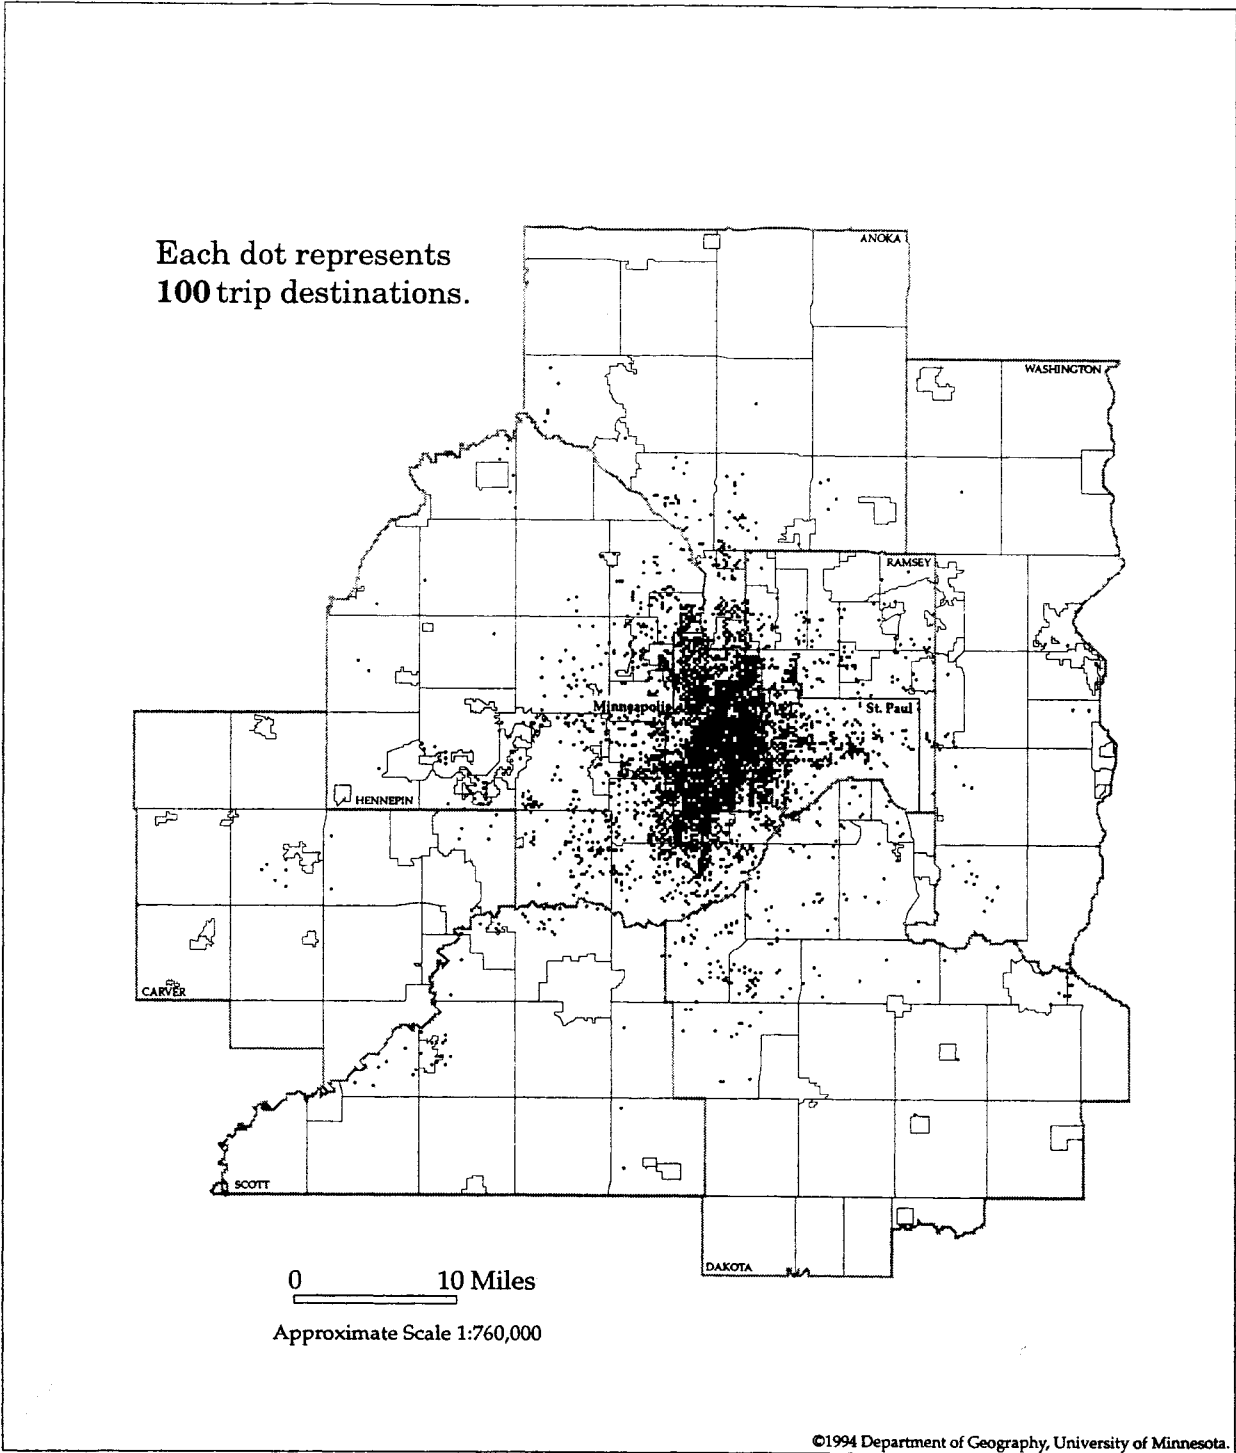 Each dot represents
100 trip destinations.
ANOKA
WASHINGTON
RAMSEY
Minneapolis
St. Paul
HENNEPIN
CARVER
SCOTT
DAKOTA
0 10 Miles
Approximate Scale 1:760,000
©1994 Department of Geography, University of Minnesota.